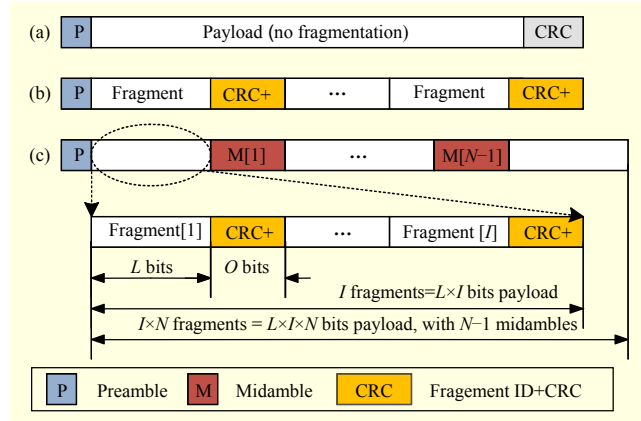 (a) P Payload (no fragmentation) CRC
(b) P Fragment CRC+ ··· Fragment CRC+
(c) P M[1] ··· M[N−1]
Fragment[1] CRC+ ··· Fragment [I] CRC+
L bits O bits
I fragments=L×I bits payload
I×N fragments = L×I×N bits payload, with N−1 midambles
P Preamble M Midamble CRC Fragement ID+CRC